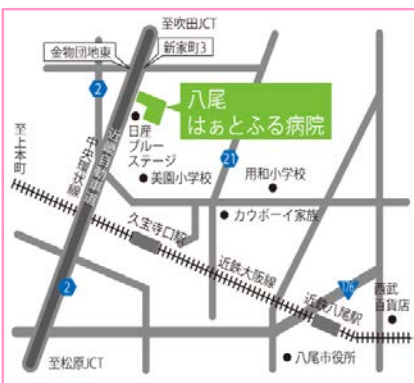 至吹田JCT
金物団地東
新家町3
2
八尾
はぁとふる病院
日産
ブルー
ステージ
21
至上本町
中央環状線
近畿自動車道
美園小学校
用和小学校
カウボーイ家族
久宝寺口駅
近鉄大阪線
2
176
近鉄八尾駅
西武
百貨店
至松原JCT
八尾市役所